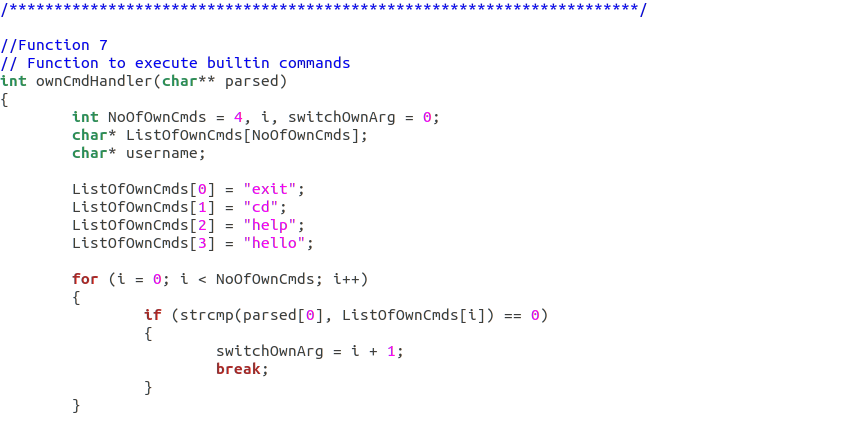 /**********************************************************************/
//Function 7
// Function to execute builtin commands
int ownCmdHandler(char** parsed)
{
        int NoOfOwnCmds = 4, i, switchOwnArg = 0;
        char* ListOfOwnCmds[NoOfOwnCmds];
        char* username;

        ListOfOwnCmds[0] = "exit";
        ListOfOwnCmds[1] = "cd";
        ListOfOwnCmds[2] = "help";
        ListOfOwnCmds[3] = "hello";

        for (i = 0; i < NoOfOwnCmds; i++)
        {
                if (strcmp(parsed[0], ListOfOwnCmds[i]) == 0)
                {
                        switchOwnArg = i + 1;
                        break;
                }
        }